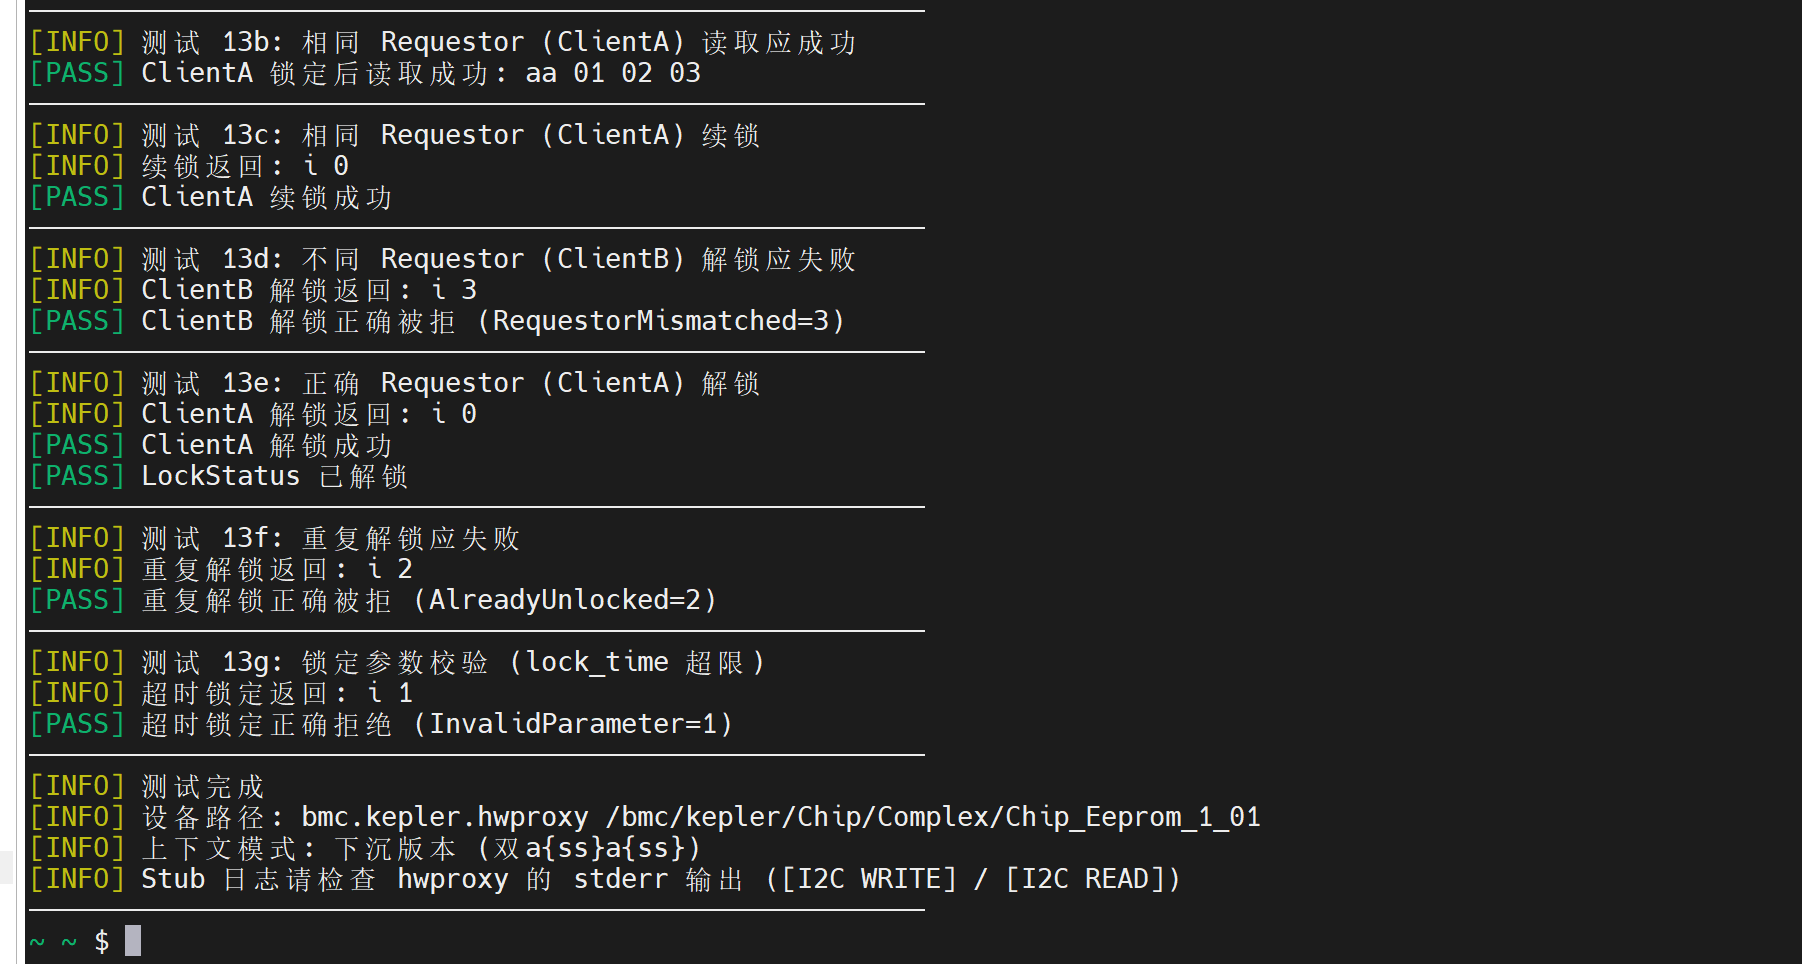 [INFO] 测试 13b: 相同 Requestor (ClientA) 读取应成功
[PASS] ClientA 锁定后读取成功: aa 01 02 03
[INFO] 测试 13c: 相同 Requestor (ClientA) 续锁
[INFO] 续锁返回: i 0
[PASS] ClientA 续锁成功
[INFO] 测试 13d: 不同 Requestor (ClientB) 解锁应失败
[INFO] ClientB 解锁返回: i 3
[PASS] ClientB 解锁正确被拒 (RequestorMismatched=3)
[INFO] 测试 13e: 正确 Requestor (ClientA) 解锁
[INFO] ClientA 解锁返回: i 0
[PASS] ClientA 解锁成功
[PASS] LockStatus 已解锁
[INFO] 测试 13f: 重复解锁应失败
[INFO] 重复解锁返回: i 2
[PASS] 重复解锁正确被拒 (AlreadyUnlocked=2)
[INFO] 测试 13g: 锁定参数校验 (lock_time 超限)
[INFO] 超时锁定返回: i 1
[PASS] 超时锁定正确拒绝 (InvalidParameter=1)
[INFO] 测试完成
[INFO] 设备路径: bmc.kepler.hwproxy /bmc/kepler/Chip/Complex/Chip_Eeprom_1_01
[INFO] 上下文模式: 下沉版本 (双a{ss}a{ss})
[INFO] Stub 日志请检查 hwproxy 的 stderr 输出 ([I2C WRITE] / [I2C READ])
~ ~ $